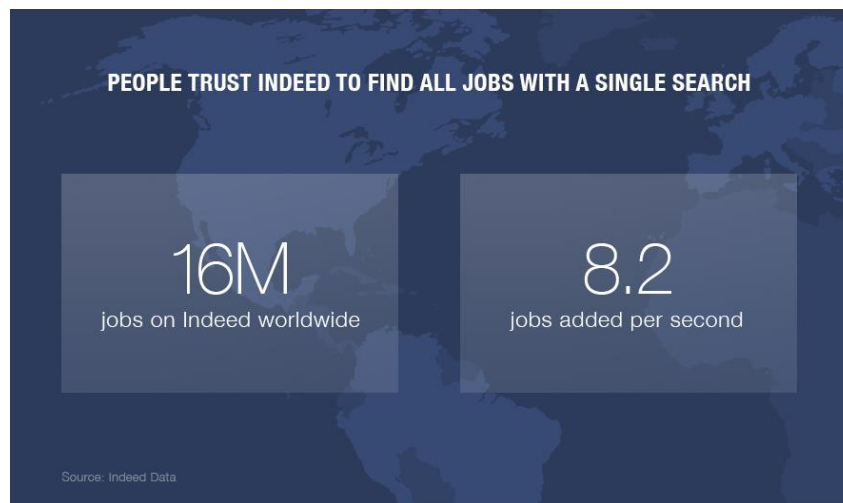 PEOPLE TRUST INDEED TO FIND ALL JOBS WITH A SINGLE SEARCH
16M
jobs on Indeed worldwide
8.2
jobs added per second
Source: Indeed Data